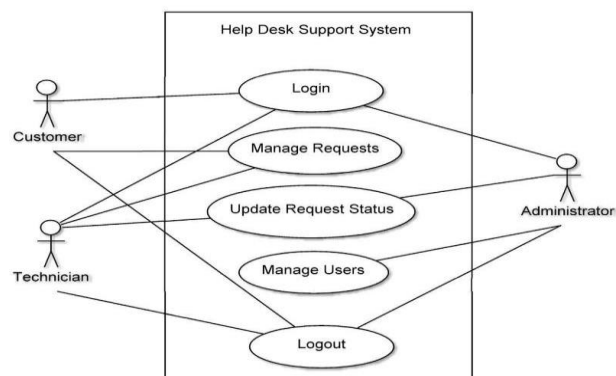 Help Desk Support System
Login
Customer
Manage Requests
Update Request Status
Administrator
Technician
Manage Users
Logout